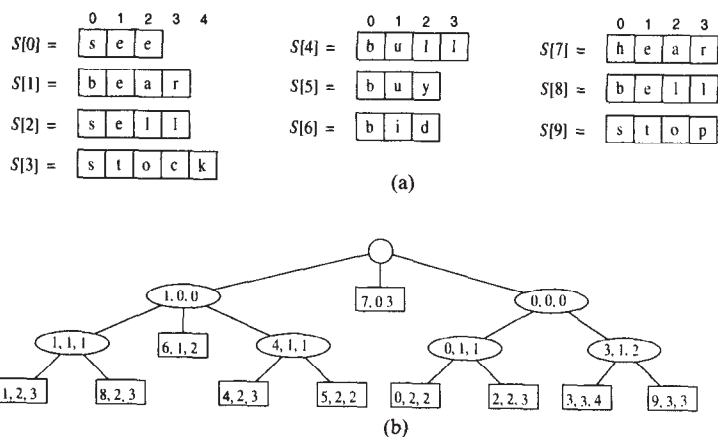 0 1 2 3 4
S[0] = s e e
S[1] = b e a r
S[2] = s e l l
S[3] = s t o c k
0 1 2 3
S[4] = b u l l
S[5] = b u y
S[6] = b i d
0 1 2 3
S[7] = h e a r
S[8] = b e l l
S[9] = s t o p
(a)
1, 0, 0
7, 0 3
0, 0, 0
1, 1, 1
6, 1, 2
4, 1, 1
0, 1, 1
3, 1, 2
1, 2, 3
8, 2, 3
4, 2, 3
5, 2, 2
0, 2, 2
2, 2, 3
3, 3, 4
9, 3, 3
(b)